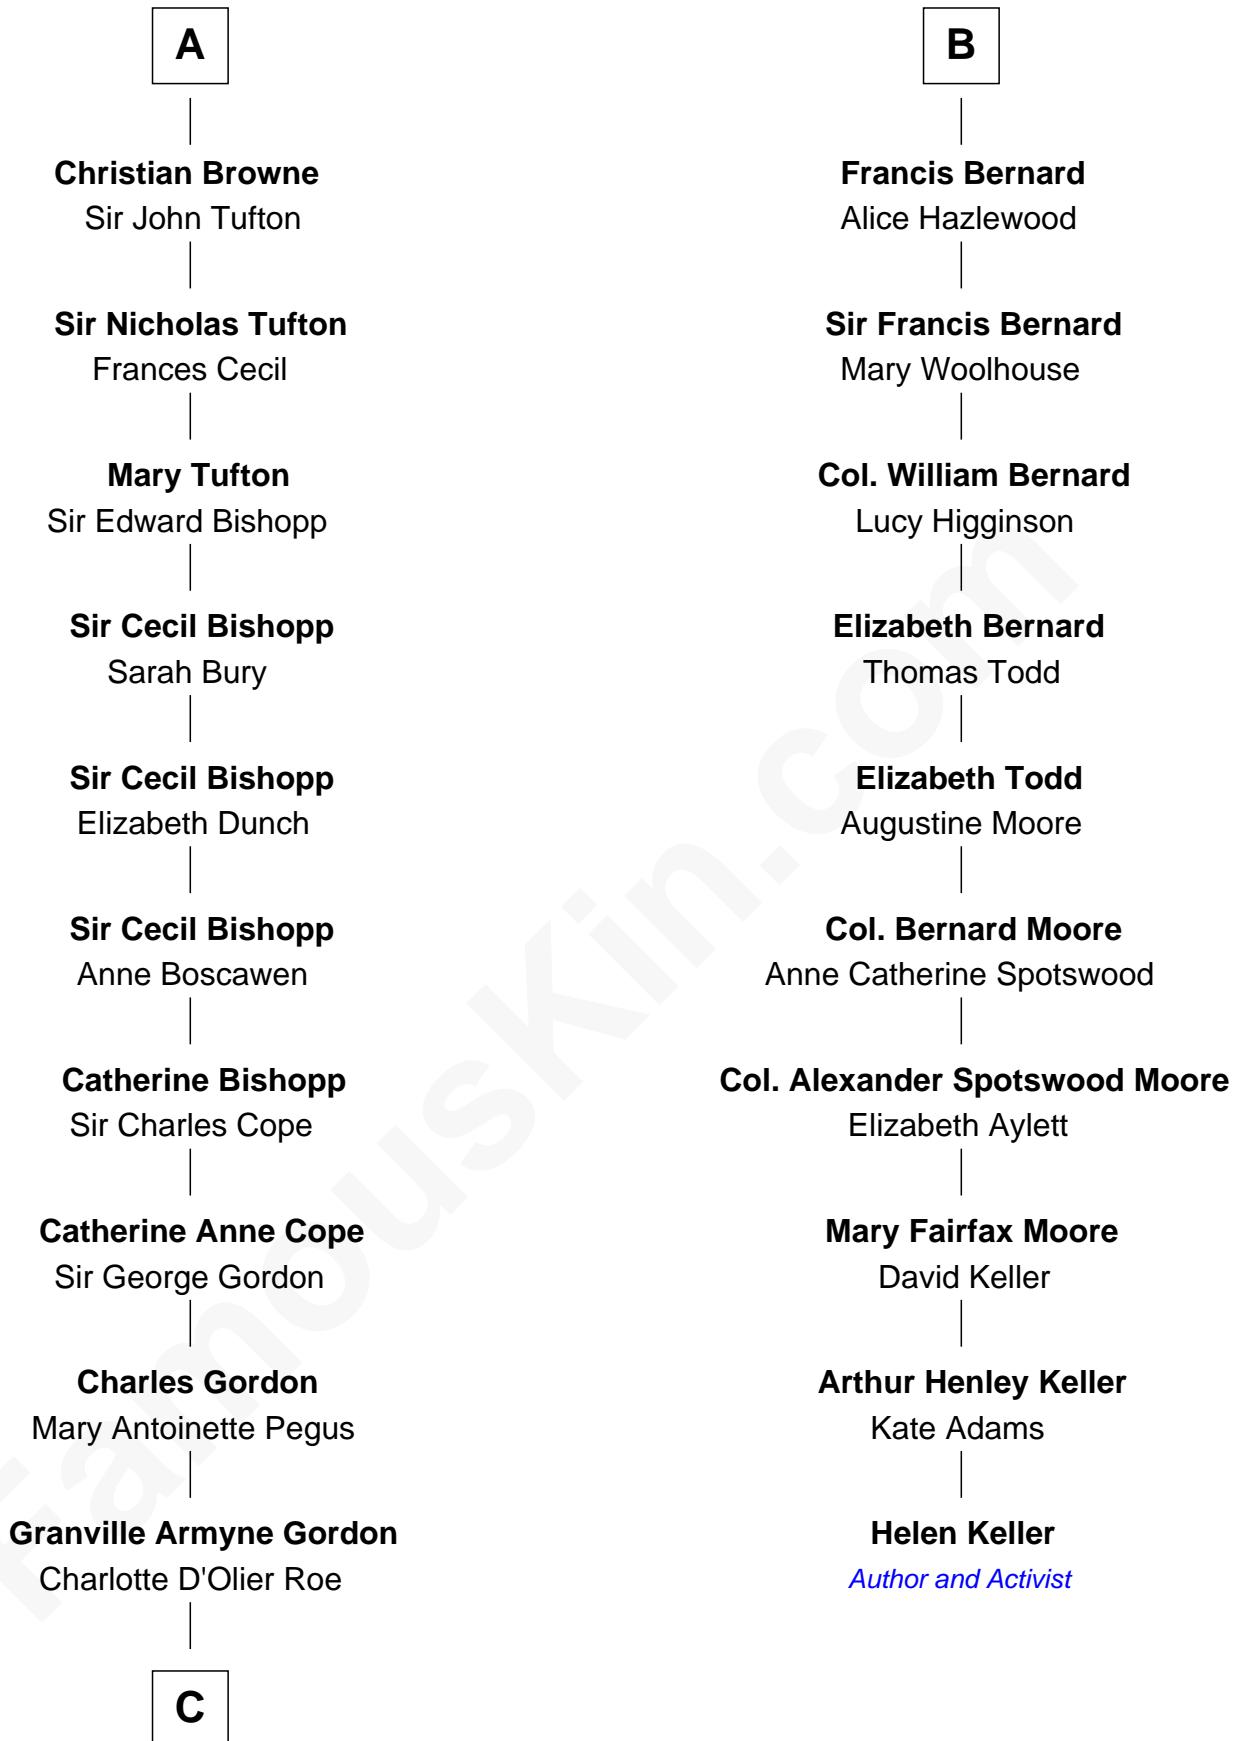 A
Christian Browne
Sir John Tufton
Sir Nicholas Tufton
Frances Cecil
Mary Tufton
Sir Edward Bishopp
Sir Cecil Bishopp
Sarah Bury
Sir Cecil Bishopp
Elizabeth Dunch
Sir Cecil Bishopp
Anne Boscawen
Catherine Bishopp
Sir Charles Cope
Catherine Anne Cope
Sir George Gordon
Charles Gordon
Mary Antoinette Pegus
Granville Armyne Gordon
Charlotte D'Olier Roe
C
B
Francis Bernard
Alice Hazlewood
Sir Francis Bernard
Mary Woolhouse
Col. William Bernard
Lucy Higginson
Elizabeth Bernard
Thomas Todd
Elizabeth Todd
Augustine Moore
Col. Bernard Moore
Anne Catherine Spotswood
Col. Alexander Spotswood Moore
Elizabeth Aylett
Mary Fairfax Moore
David Keller
Arthur Henley Keller
Kate Adams
Helen Keller
Author and Activist
FamousKin.com